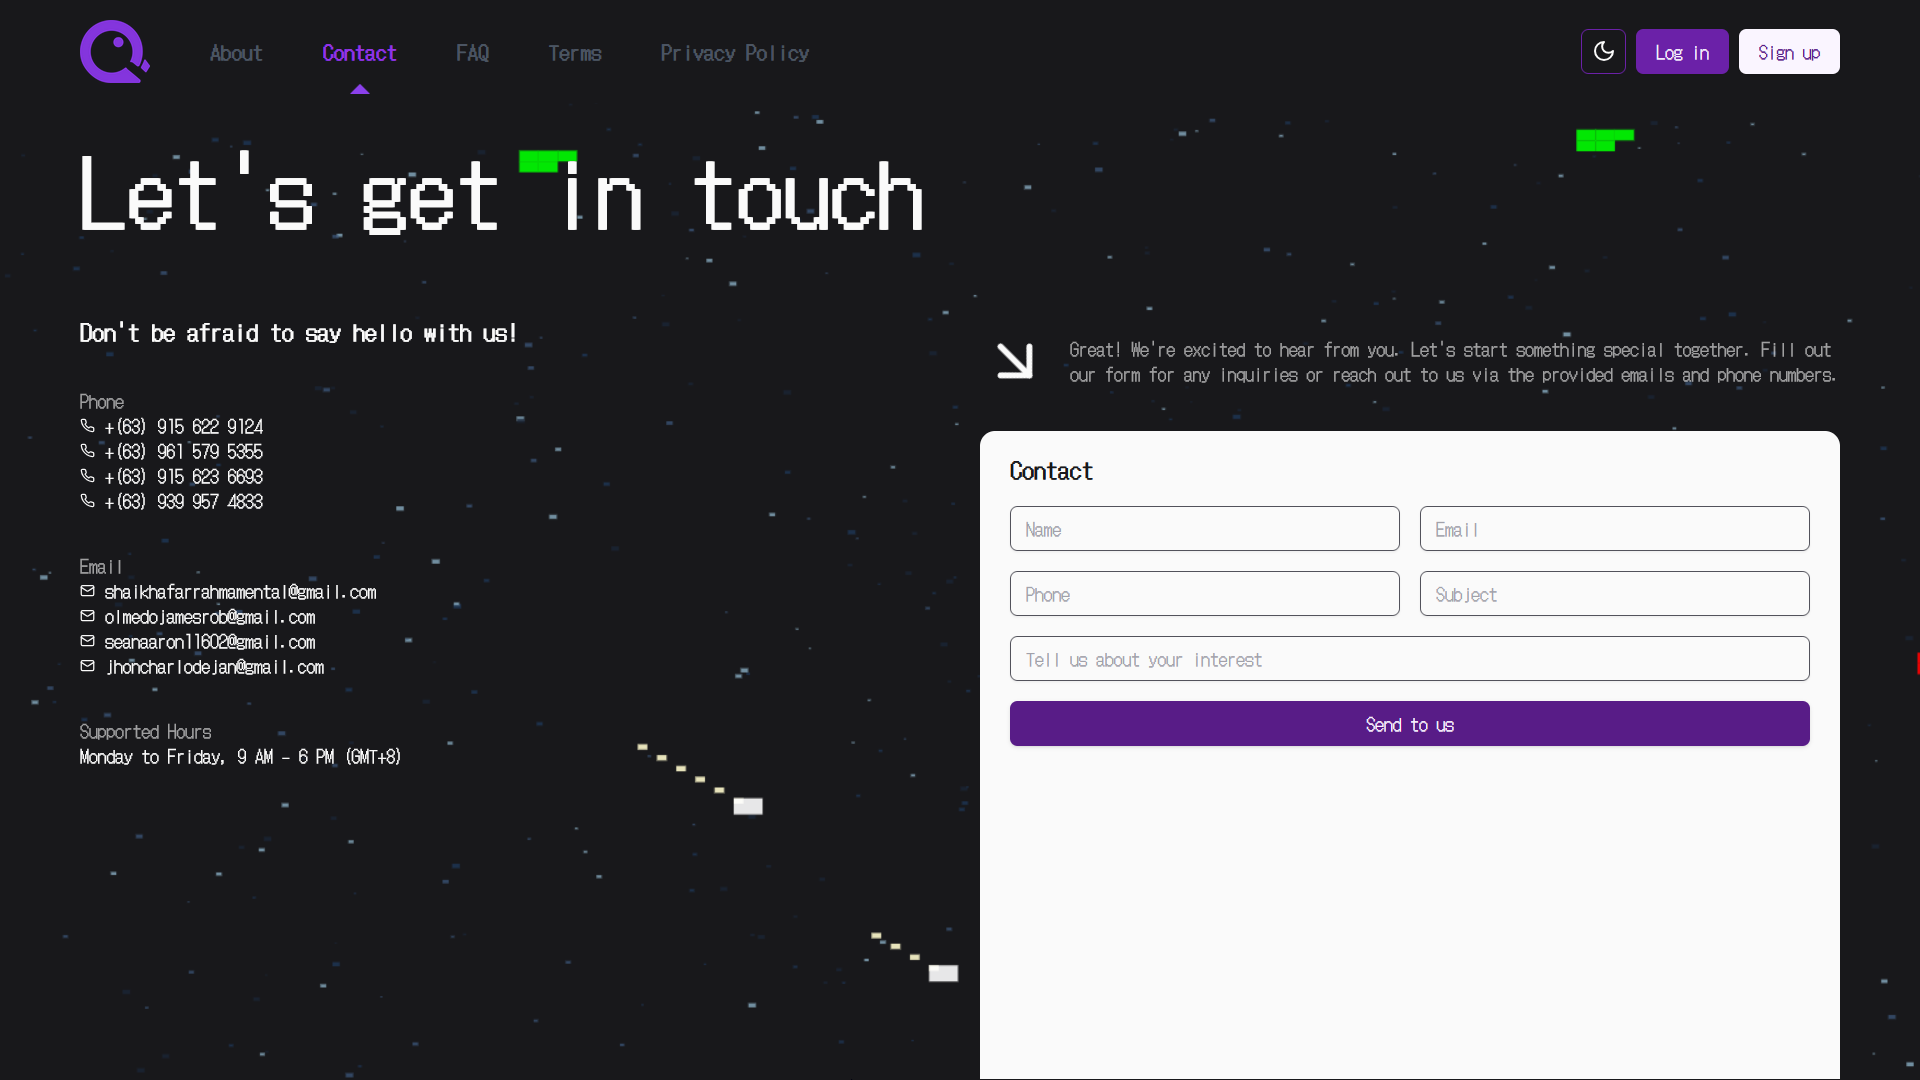 About
Contact
FAQ
Terms
Privacy Policy
Log in
Sign up
Let's get in touch
Don't be afraid to say hello with us!
Phone
+(63) 915 622 9124
+(63) 961 579 5355
+(63) 915 623 6693
+(63) 939 957 4833
Email
shaikhafarrahmamental@gmail.com
olmedojamesrob@gmail.com
seanaaron11602@gmail.com
jhoncharlodejan@gmail.com
Supported Hours
Monday to Friday, 9 AM - 6 PM (GMT+8)
Great! We're excited to hear from you. Let's start something special together. Fill out
our form for any inquiries or reach out to us via the provided emails and phone numbers.
Contact
Name
Email
Phone
Subject
Tell us about your interest
Send to us